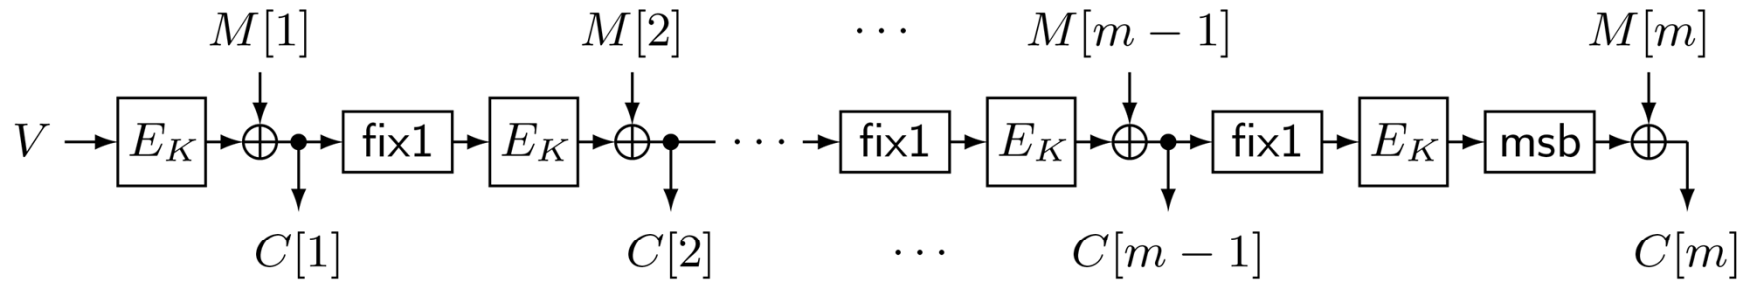 M[1] M[2] ··· M[m − 1] M[m]
V E_K fix1 E_K ··· fix1 E_K fix1 E_K msb
C[1] C[2] ··· C[m − 1] C[m]